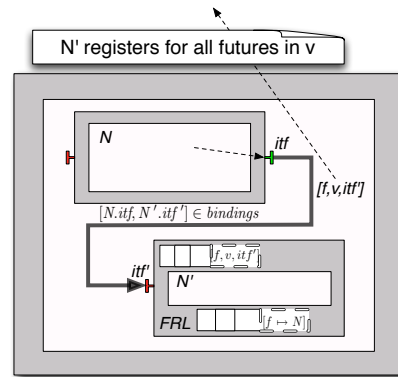 N' registers for all futures in v
N
itf
[f,v,itf']
[N.itf, N'.itf'] ∈ bindings
[f, v, itf']
itf'
N'
FRL
[f ↦ N]